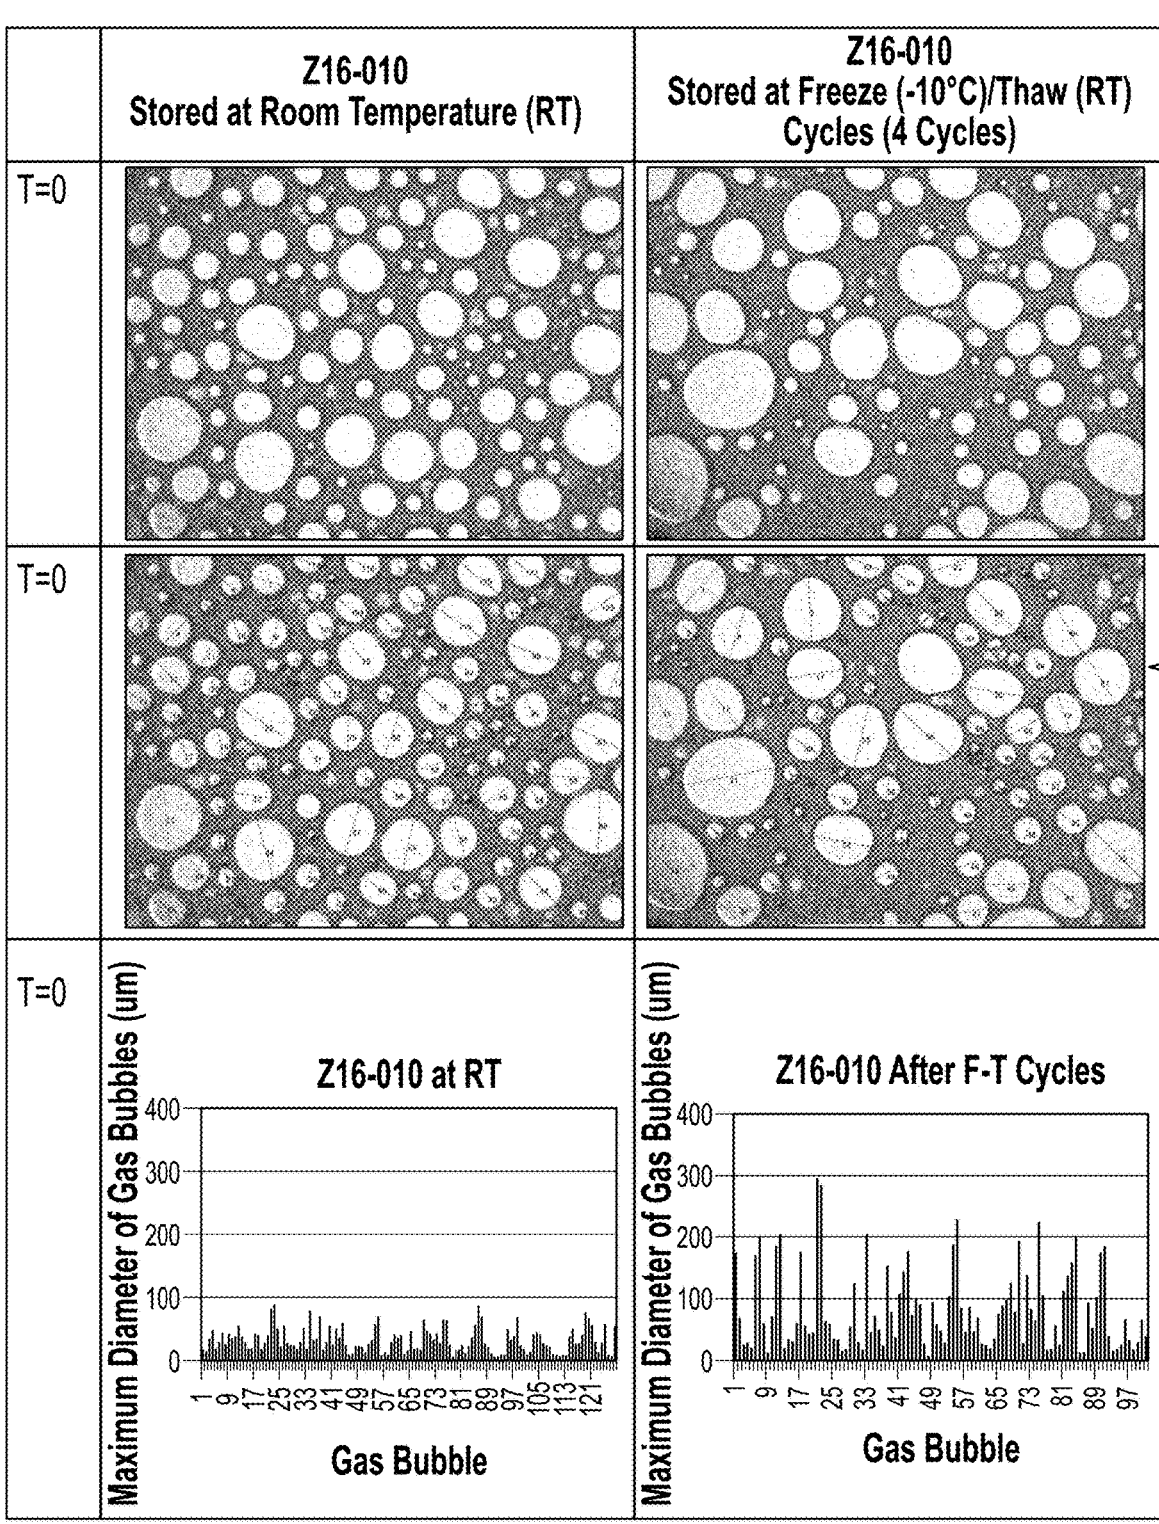 Z16-010
Stored at Room Temperature (RT)
Z16-010
Stored at Freeze (-10°C)/Thaw (RT)
Cycles (4 Cycles)
T=0
T=0
T=0
Maximum Diameter of Gas Bubbles (um)
Z16-010 at RT
400
300
200
100
0
1 9 17 25 33 41 49 57 65 73 81 89 97 105 113 121
Gas Bubble
Maximum Diameter of Gas Bubbles (um)
Z16-010 After F-T Cycles
400
300
200
100
0
1 9 17 25 33 41 49 57 65 73 81 89 97
Gas Bubble